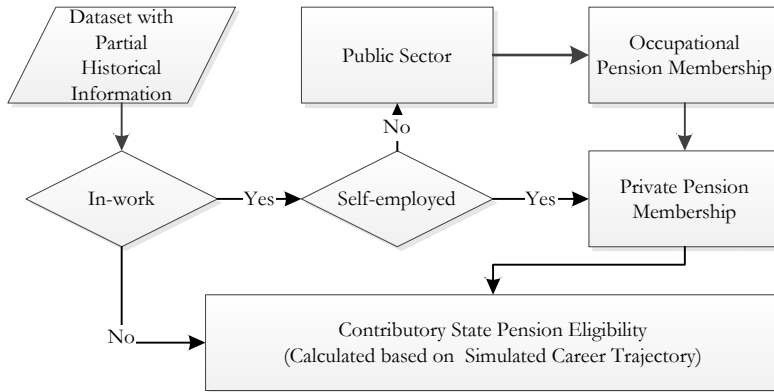 Dataset with
Partial
Historical
Information
Public Sector
Occupational
Pension Membership
No
In-work
Yes
Self-employed
Yes
Private Pension
Membership
No
Contributory State Pension Eligibility
(Calculated based on Simulated Career Trajectory)